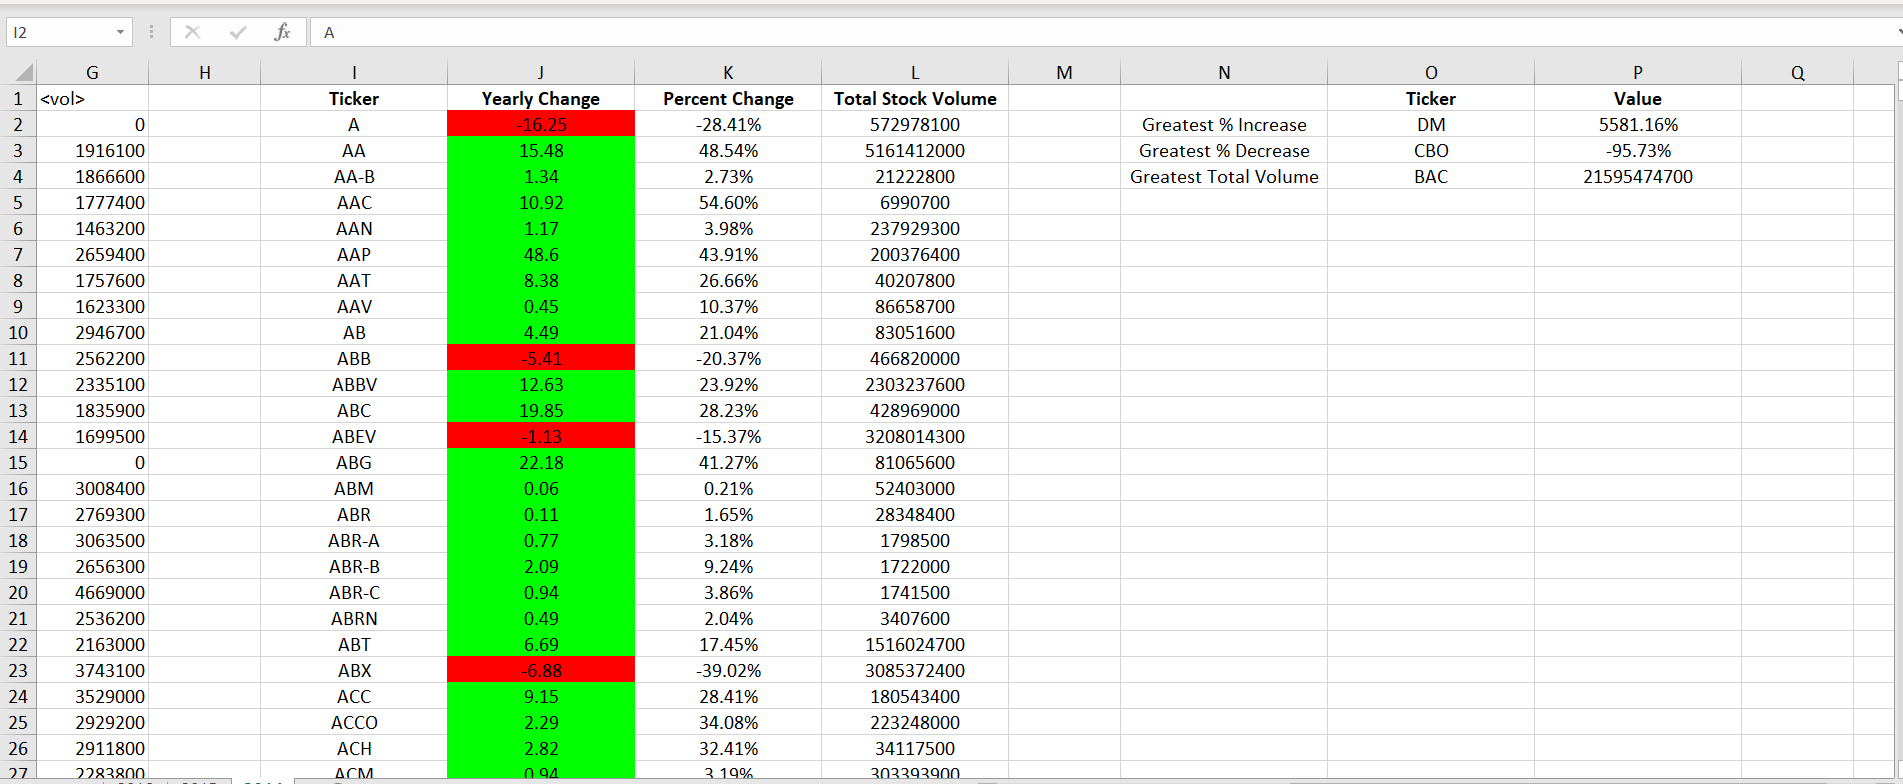 I2 fx A
G H I J K L M N O P Q
1 <vol> Ticker Yearly Change Percent Change Total Stock Volume Ticker Value
2 0 A -16.25 -28.41% 572978100 Greatest % Increase DM 5581.16%
3 1916100 AA 15.48 48.54% 5161412000 Greatest % Decrease CBO -95.73%
4 1866600 AA-B 1.34 2.73% 21222800 Greatest Total Volume BAC 21595474700
5 1777400 AAC 10.92 54.60% 6990700
6 1463200 AAN 1.17 3.98% 237929300
7 2659400 AAP 48.6 43.91% 200376400
8 1757600 AAT 8.38 26.66% 40207800
9 1623300 AAV 0.45 10.37% 86658700
10 2946700 AB 4.49 21.04% 83051600
11 2562200 ABB -5.41 -20.37% 466820000
12 2335100 ABBV 12.63 23.92% 2303237600
13 1835900 ABC 19.85 28.23% 428969000
14 1699500 ABEV -1.13 -15.37% 3208014300
15 0 ABG 22.18 41.27% 81065600
16 3008400 ABM 0.06 0.21% 52403000
17 2769300 ABR 0.11 1.65% 28348400
18 3063500 ABR-A 0.77 3.18% 1798500
19 2656300 ABR-B 2.09 9.24% 1722000
20 4669000 ABR-C 0.94 3.86% 1741500
21 2536200 ABRN 0.49 2.04% 3407600
22 2163000 ABT 6.69 17.45% 1516024700
23 3743100 ABX -6.88 -39.02% 3085372400
24 3529000 ACC 9.15 28.41% 180543400
25 2929200 ACCO 2.29 34.08% 223248000
26 2911800 ACH 2.82 32.41% 34117500
27 2283800 ACM 0.94 3.19% 303393900